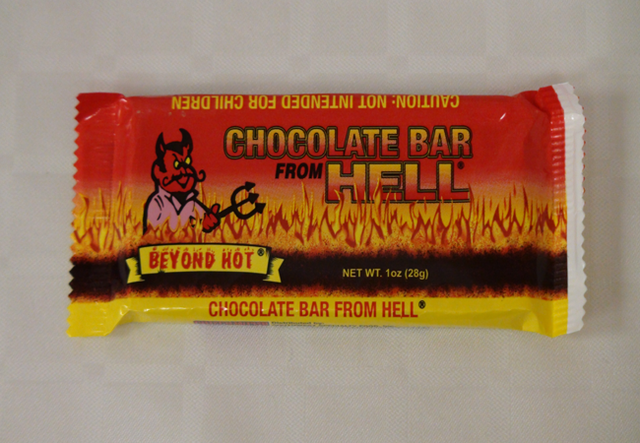 CAUTION: NOT INTENDED FOR CHILDREN
CHOCOLATE BAR
FROM HELL®
BEYOND HOT®
NET WT. 1oz (28g)
CHOCOLATE BAR FROM HELL®